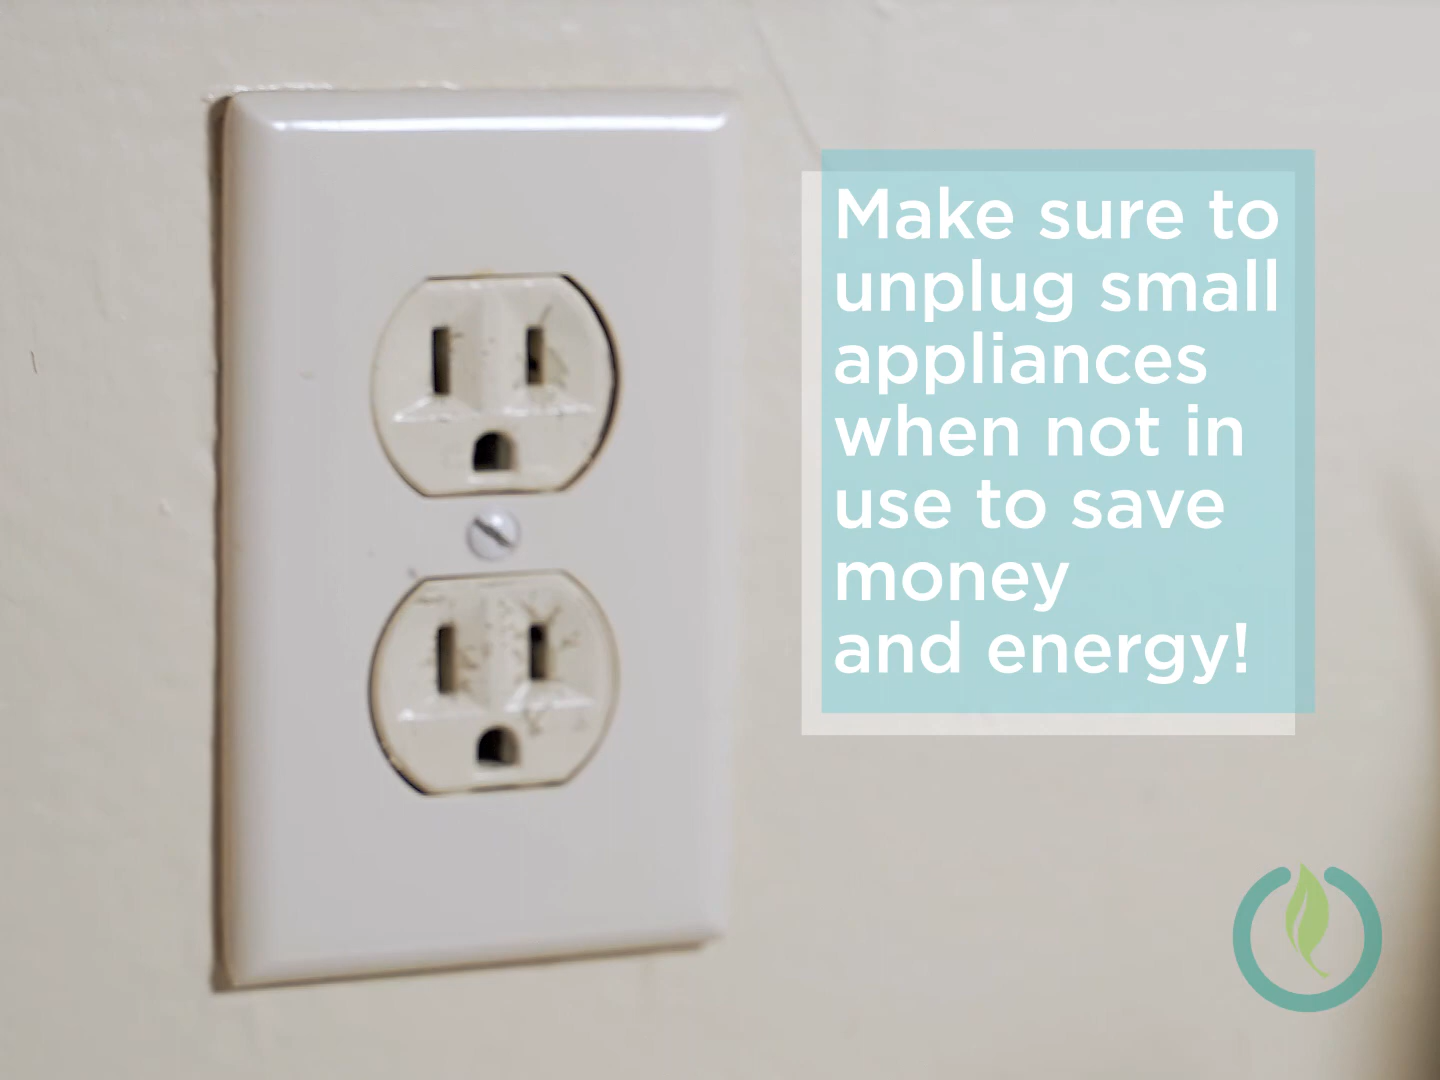 Make sure to
unplug small
appliances
when not in
use to save
money
and energy!